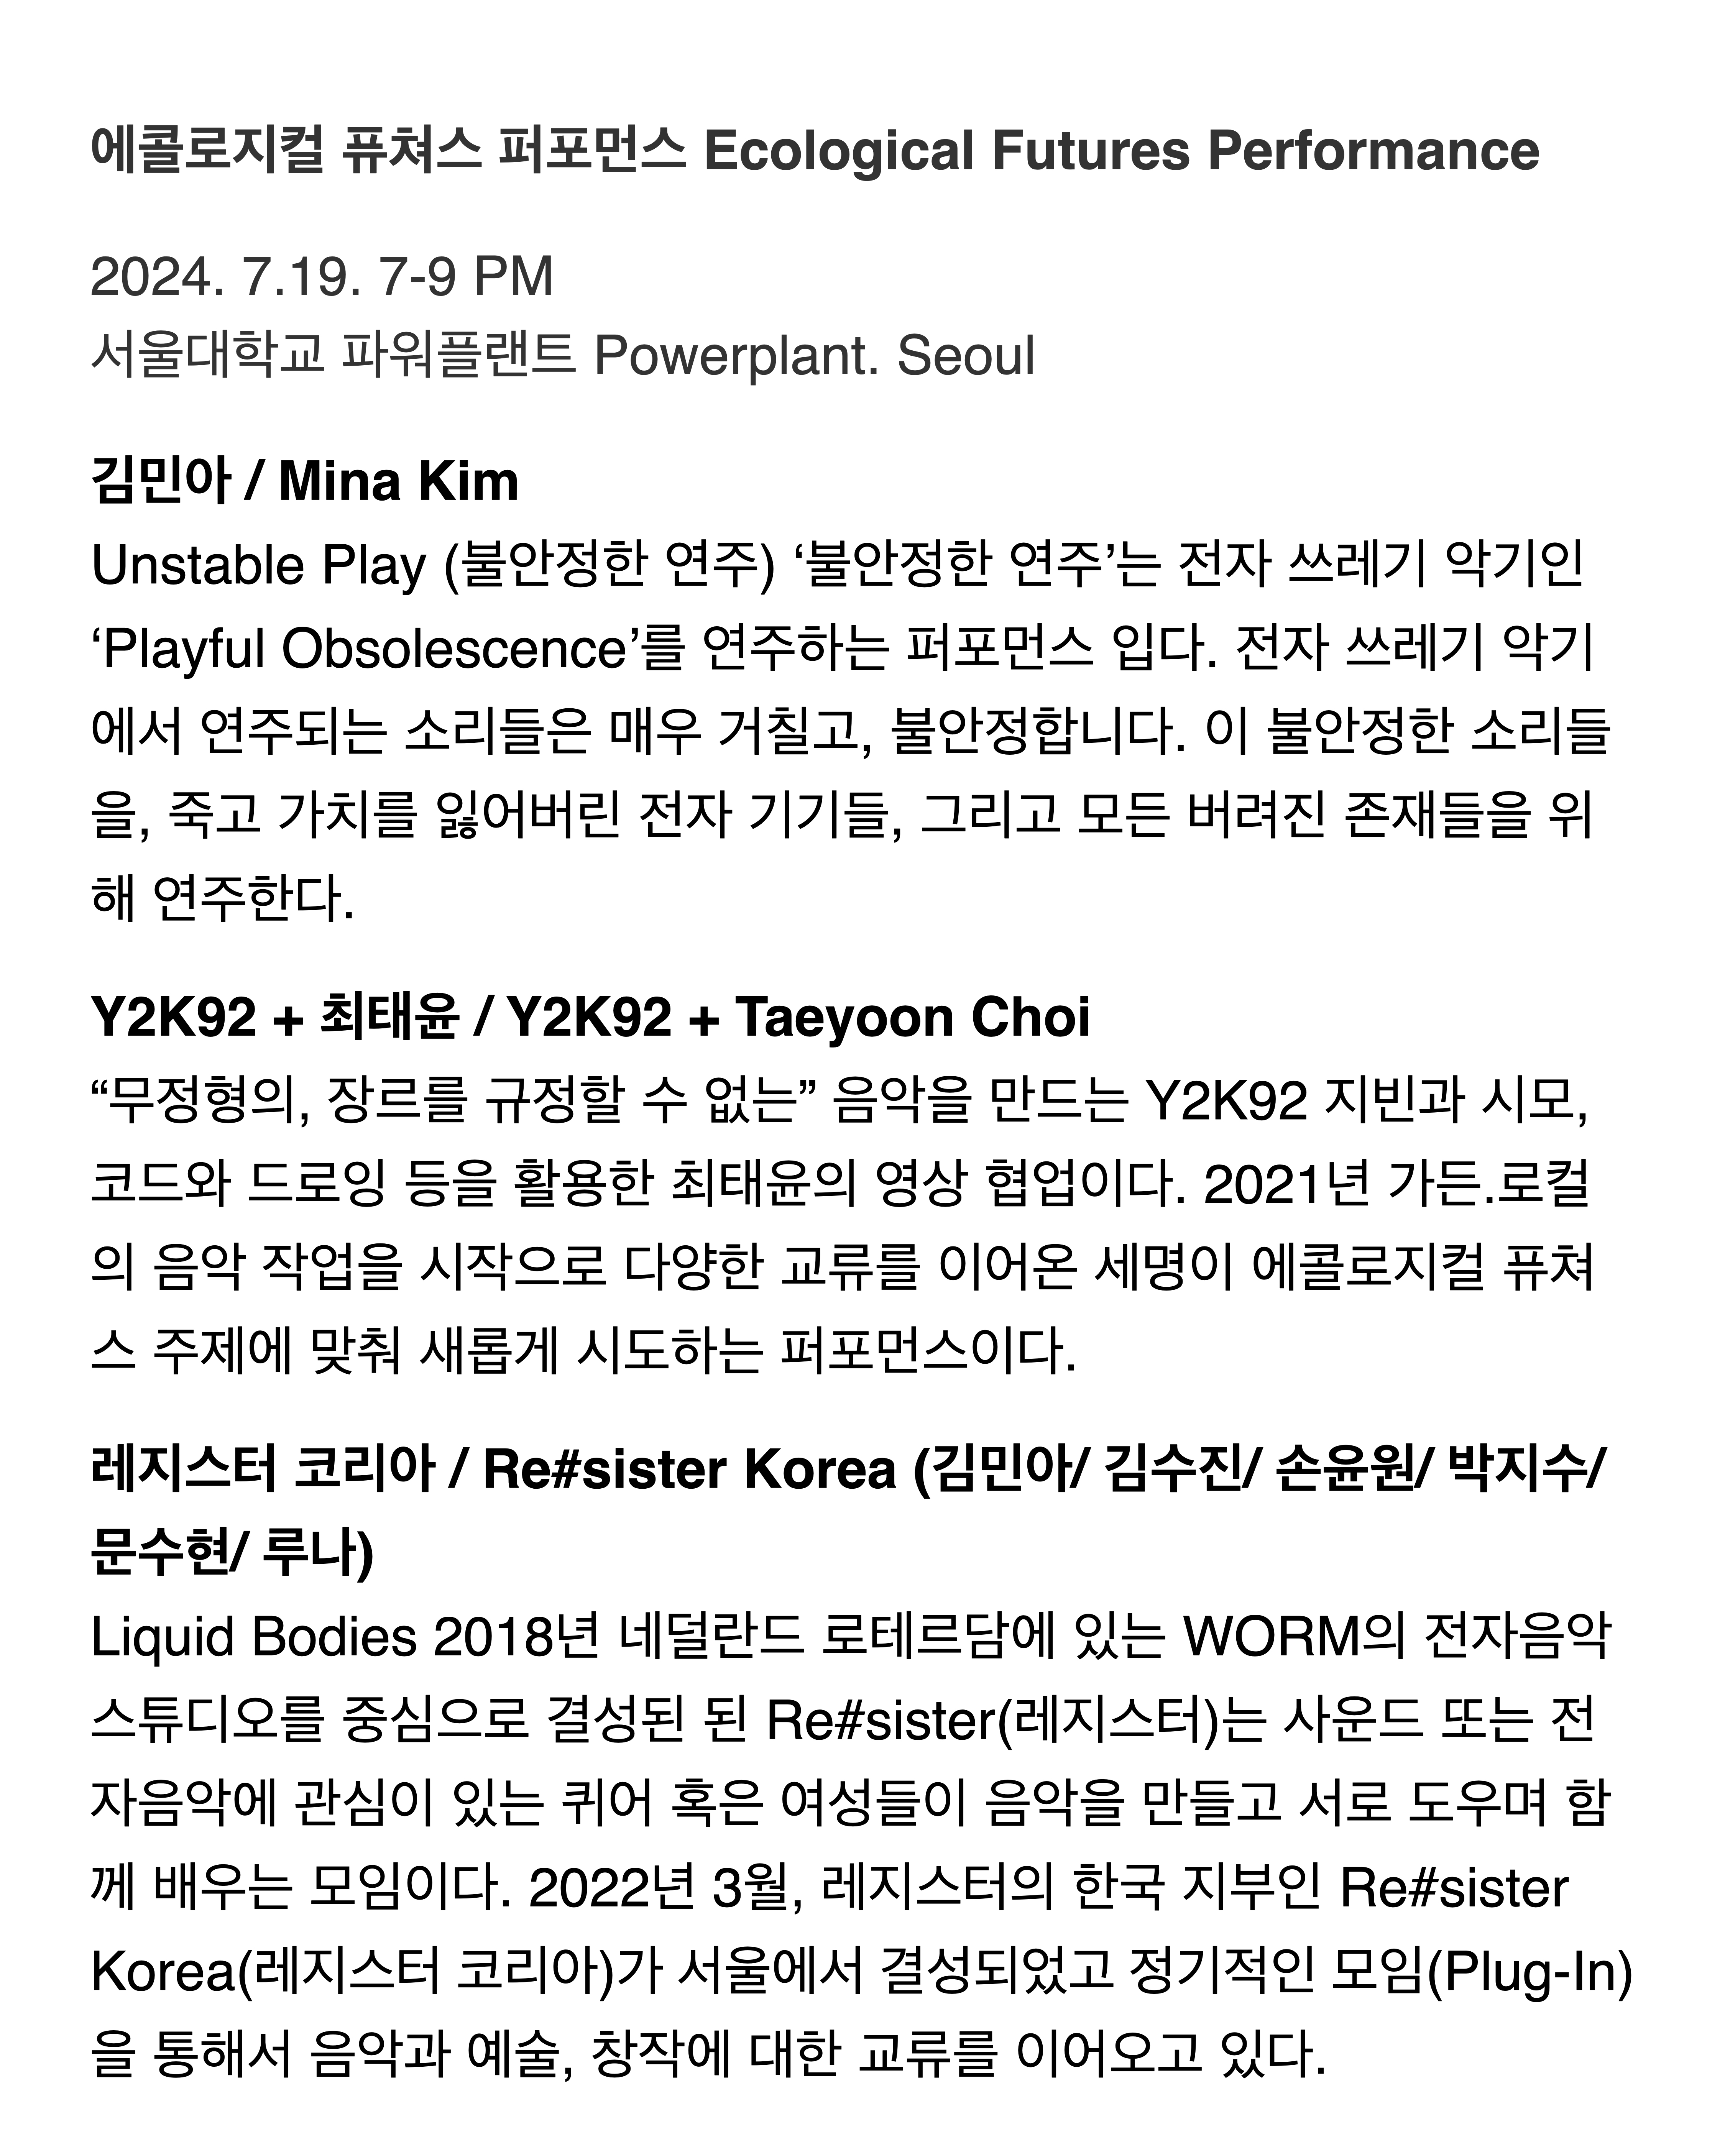 에콜로지컬 퓨쳐스 퍼포먼스 Ecological Futures Performance
2024. 7.19. 7-9 PM
서울대학교 파워플랜트 Powerplant. Seoul
김민아 / Mina Kim
Unstable Play (불안정한 연주) ‘불안정한 연주’는 전자 쓰레기 악기인
‘Playful Obsolescence’를 연주하는 퍼포먼스 입다. 전자 쓰레기 악기
에서 연주되는 소리들은 매우 거칠고, 불안정합니다. 이 불안정한 소리들
을, 죽고 가치를 잃어버린 전자 기기들, 그리고 모든 버려진 존재들을 위
해 연주한다.
Y2K92 + 최태윤 / Y2K92 + Taeyoon Choi
“무정형의, 장르를 규정할 수 없는” 음악을 만드는 Y2K92 지빈과 시모,
코드와 드로잉 등을 활용한 최태윤의 영상 협업이다. 2021년 가든.로컬
의 음악 작업을 시작으로 다양한 교류를 이어온 세명이 에콜로지컬 퓨쳐
스 주제에 맞춰 새롭게 시도하는 퍼포먼스이다.
레지스터 코리아 / Re#sister Korea (김민아/ 김수진/ 손윤원/ 박지수/
문수현/ 루나)
Liquid Bodies 2018년 네덜란드 로테르담에 있는 WORM의 전자음악
스튜디오를 중심으로 결성된 된 Re#sister(레지스터)는 사운드 또는 전
자음악에 관심이 있는 퀴어 혹은 여성들이 음악을 만들고 서로 도우며 함
께 배우는 모임이다. 2022년 3월, 레지스터의 한국 지부인 Re#sister
Korea(레지스터 코리아)가 서울에서 결성되었고 정기적인 모임(Plug-In)
을 통해서 음악과 예술, 창작에 대한 교류를 이어오고 있다.